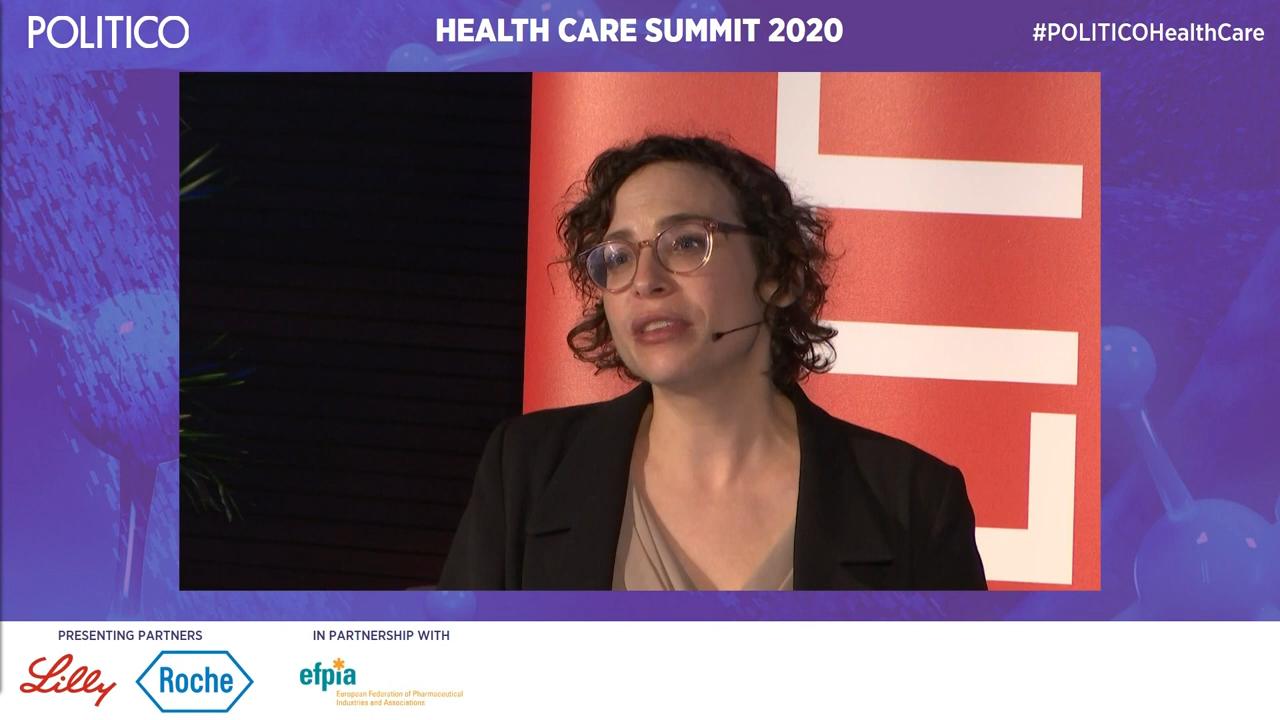 POLITICO
HEALTH CARE SUMMIT 2020
#POLITICOHealthCare
PRESENTING PARTNERS
IN PARTNERSHIP WITH
Lilly
Roche
efpia
European Federation of Pharmaceutical
Industries and Associations